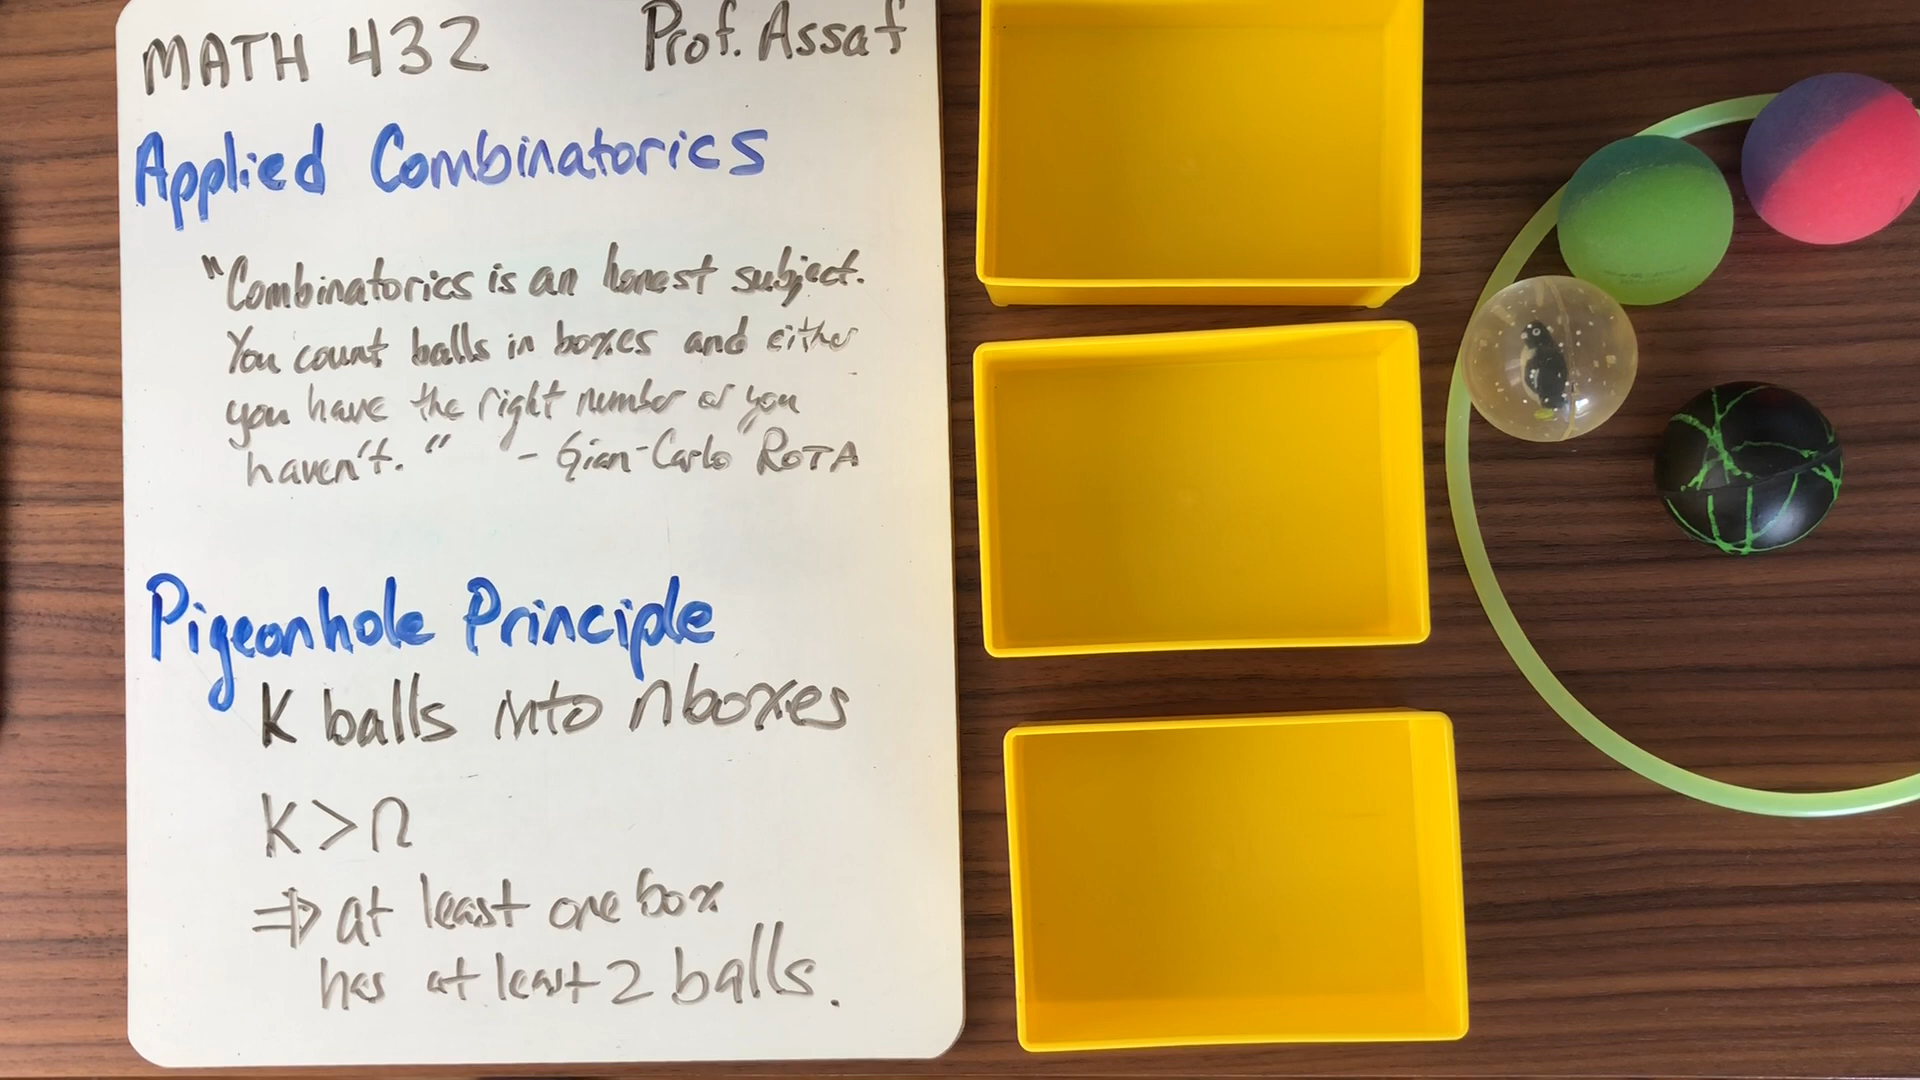 MATH 432 Prof. Assaf
Applied Combinatorics
"Combinatorics is an honest subject.
You count balls in boxes and either
you have the right number or you
haven't." - Gian-Carlo ROTA
Pigeonhole Principle
K balls into n boxes
K > n
⇒ at least one box
has at least 2 balls.